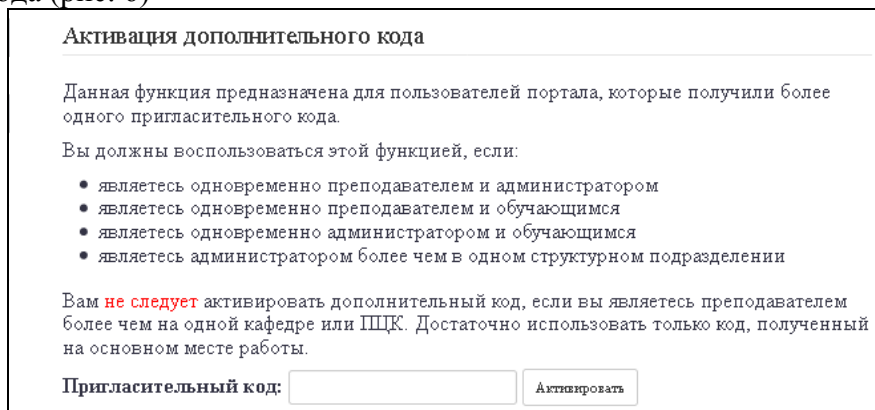 ода (рис. 6)
Активация дополнительного кода
Данная функция предназначена для пользователей портала, которые получили более
одного пригласительного кода.
Вы должны воспользоваться этой функцией, если:
• являетесь одновременно преподавателем и администратором
• являетесь одновременно преподавателем и обучающимся
• являетесь одновременно администратором и обучающимся
• являетесь администратором более чем в одном структурном подразделении
Вам не следует активировать дополнительный код, если вы являетесь преподавателем
более чем на одной кафедре или ПЦК. Достаточно использовать только код, полученный
на основном месте работы.
Пригласительный код: Активировать